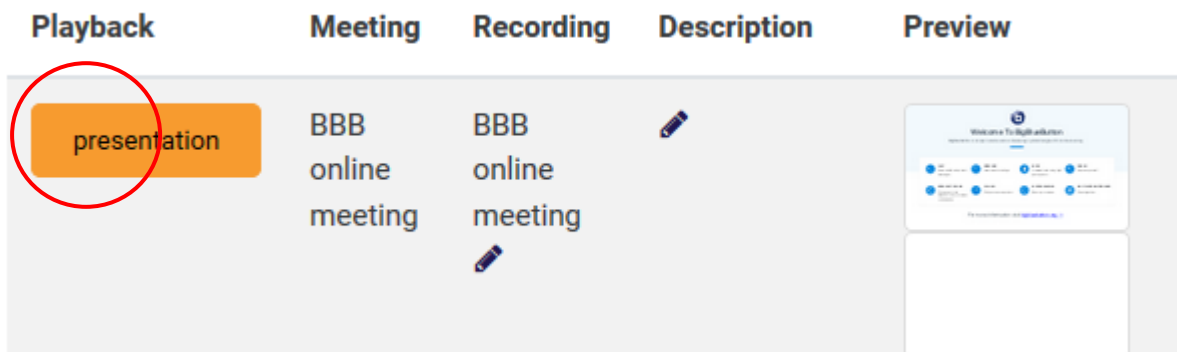 Playback Meeting Recording Description Preview
presentation
BBB
online
meeting
BBB
online
meeting
Welcome To BigBlueButton